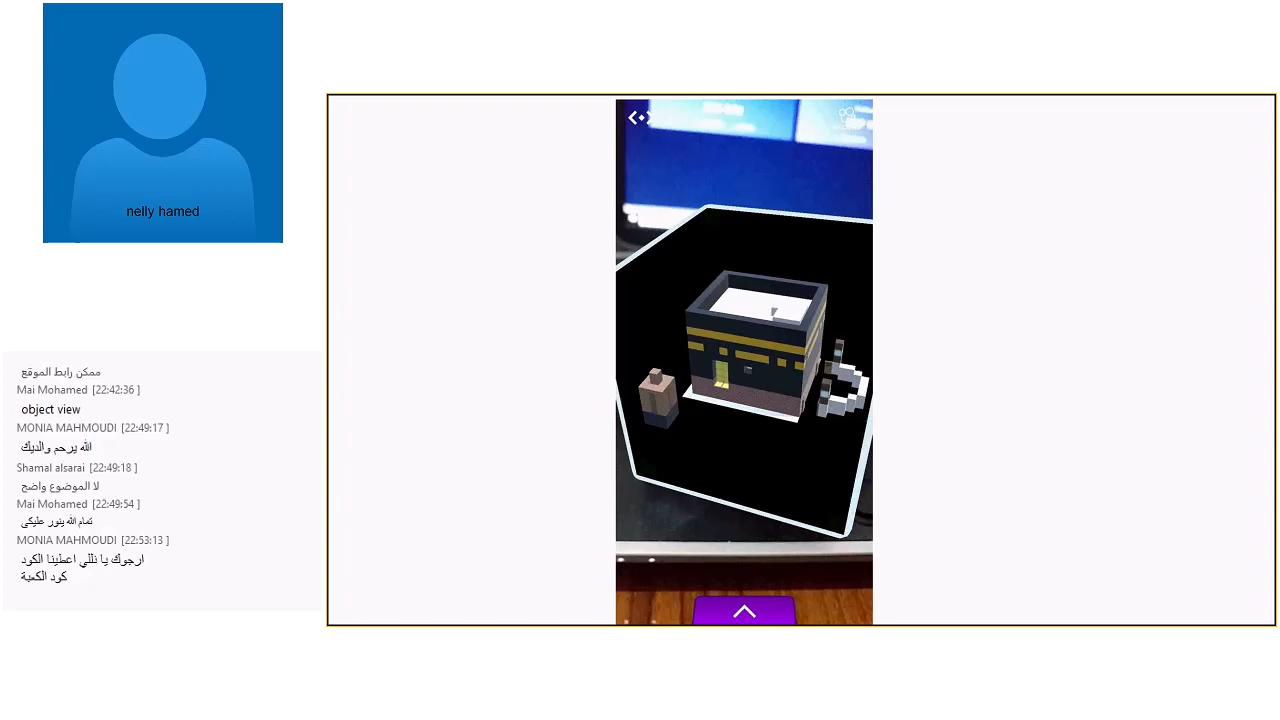 nelly hamed
ممكن رابط الموقع
Mai Mohamed [22:42:36 ]
object view
MONIA MAHMOUDI [22:49:17 ]
الله يرحم والديك
Shamal alsarai [22:49:18 ]
لا الموضوع واضح
Mai Mohamed [22:49:54 ]
تمام الله ينور عليكى
MONIA MAHMOUDI [22:53:13 ]
ارجوك يا نللي اعطينا الكود
كود الكعبة